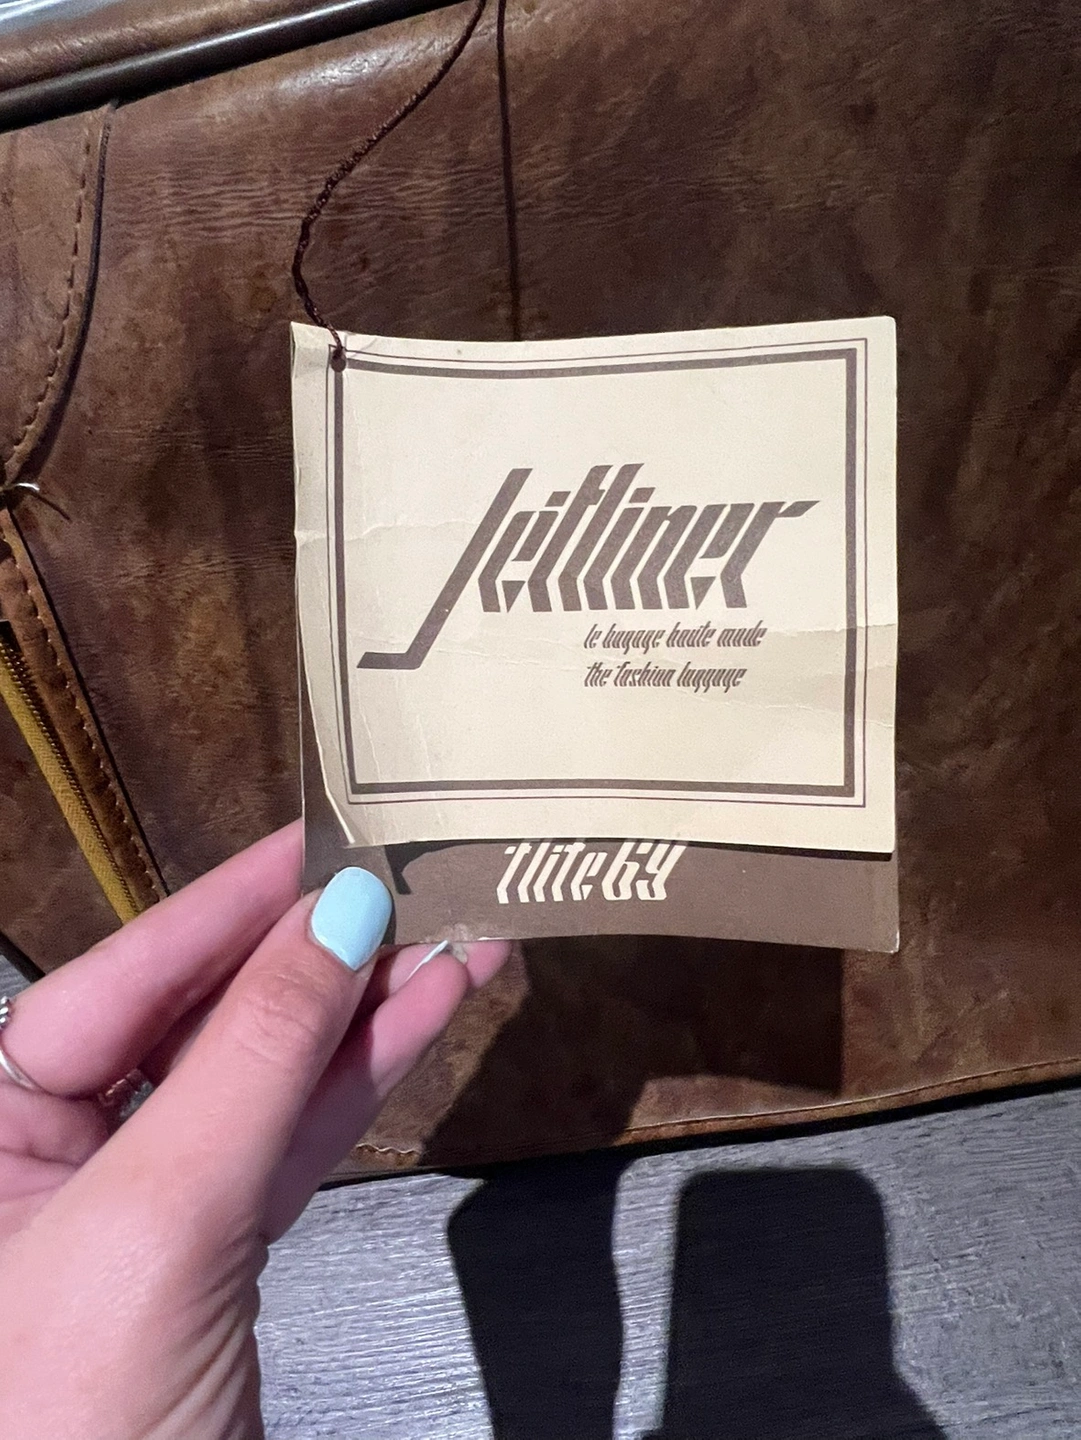 Jetliner
le bagage haute mode
the fashion luggage
flite 69